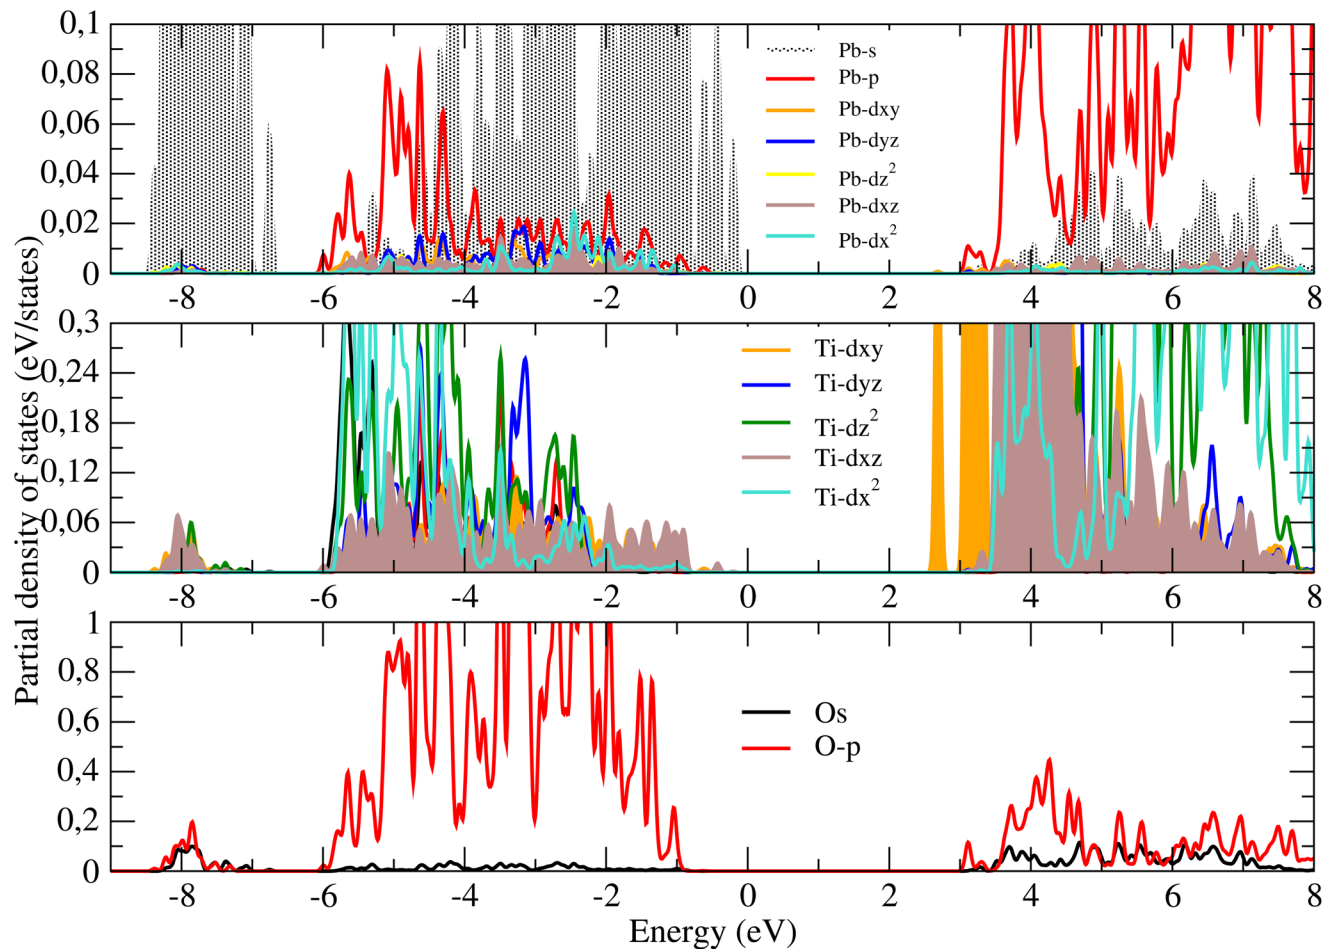 0,1
0,08
0,06
0,04
0,02
0
Pb-s
Pb-p
Pb-dxy
Pb-dyz
Pb-dz²
Pb-dxz
Pb-dx²
-8 -6 -4 -2 0 2 4 6 8
0,3
0,24
0,18
0,12
0,06
0
Ti-dxy
Ti-dyz
Ti-dz²
Ti-dxz
Ti-dx²
-8 -6 -4 -2 0 2 4 6 8
1
0,8
0,6
0,4
0,2
0
Os
O-p
-8 -6 -4 -2 0 2 4 6 8
Energy (eV)
Partial density of states (eV/states)